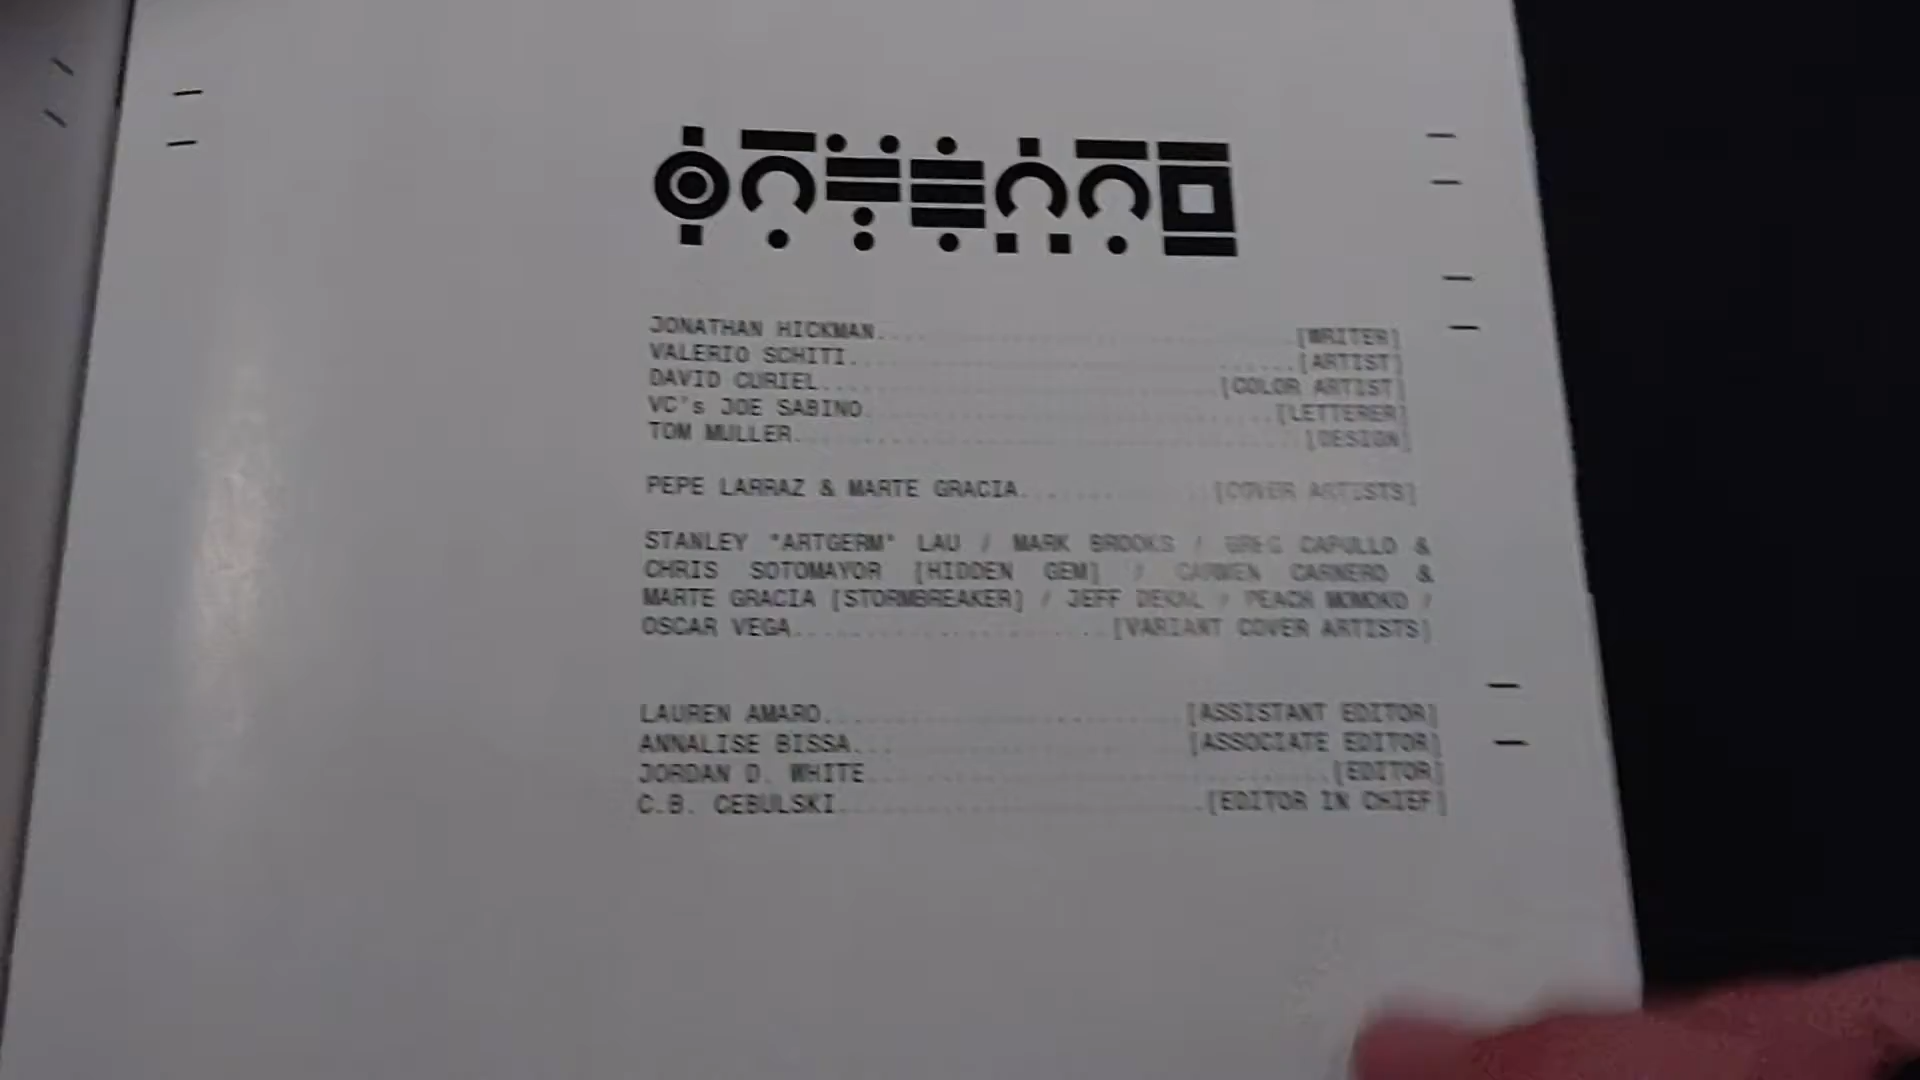 JONATHAN HICKMAN [WRITER]
VALERIO SCHITI [ARTIST]
DAVID CURIEL [COLOR ARTIST]
VC's JOE SABINO [LETTERER]
TOM MULLER [DESIGN]
PEPE LARRAZ & MARTE GRACIA [COVER ARTISTS]
STANLEY "ARTGERM" LAU / MARK BROOKS / GREG CAPULLO &
CHRIS SOTOMAYOR [HIDDEN GEM] / CARMEN CARNERO &
MARTE GRACIA [STORMBREAKER] / JEFF DEKAL / PEACH MOMOKO /
OSCAR VEGA [VARIANT COVER ARTISTS]
LAUREN AMARO [ASSISTANT EDITOR]
ANNALISE BISSA [ASSOCIATE EDITOR]
JORDAN D. WHITE [EDITOR]
C.B. CEBULSKI [EDITOR IN CHIEF]